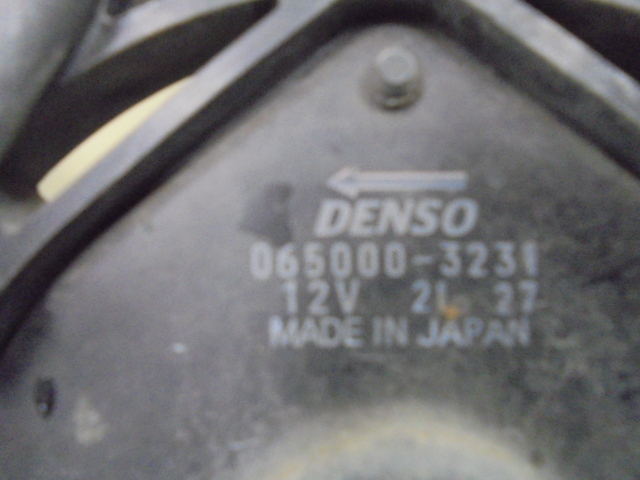 DENSO
065000-3231
12V 2L 27
MADE IN JAPAN